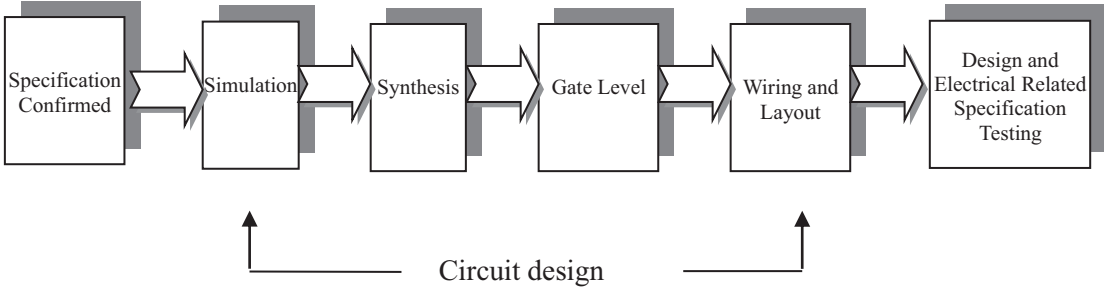 Specification
Confirmed
Simulation
Synthesis
Gate Level
Wiring and
Layout
Design and
Electrical Related
Specification
Testing
Circuit design